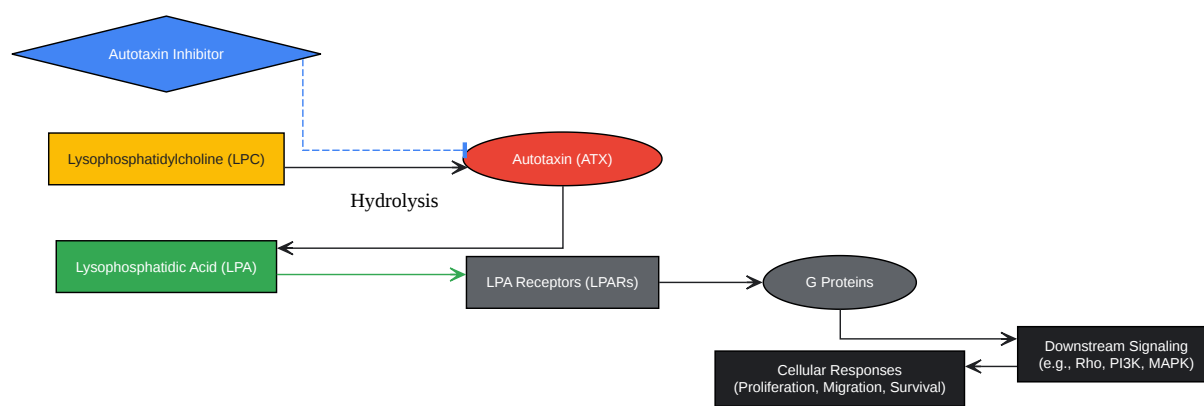 Autotaxin Inhibitor
Lysophosphatidylcholine (LPC)
Autotaxin (ATX)
Hydrolysis
Lysophosphatidic Acid (LPA)
LPA Receptors (LPARs)
G Proteins
Downstream Signaling
(e.g., Rho, PI3K, MAPK)
Cellular Responses
(Proliferation, Migration, Survival)